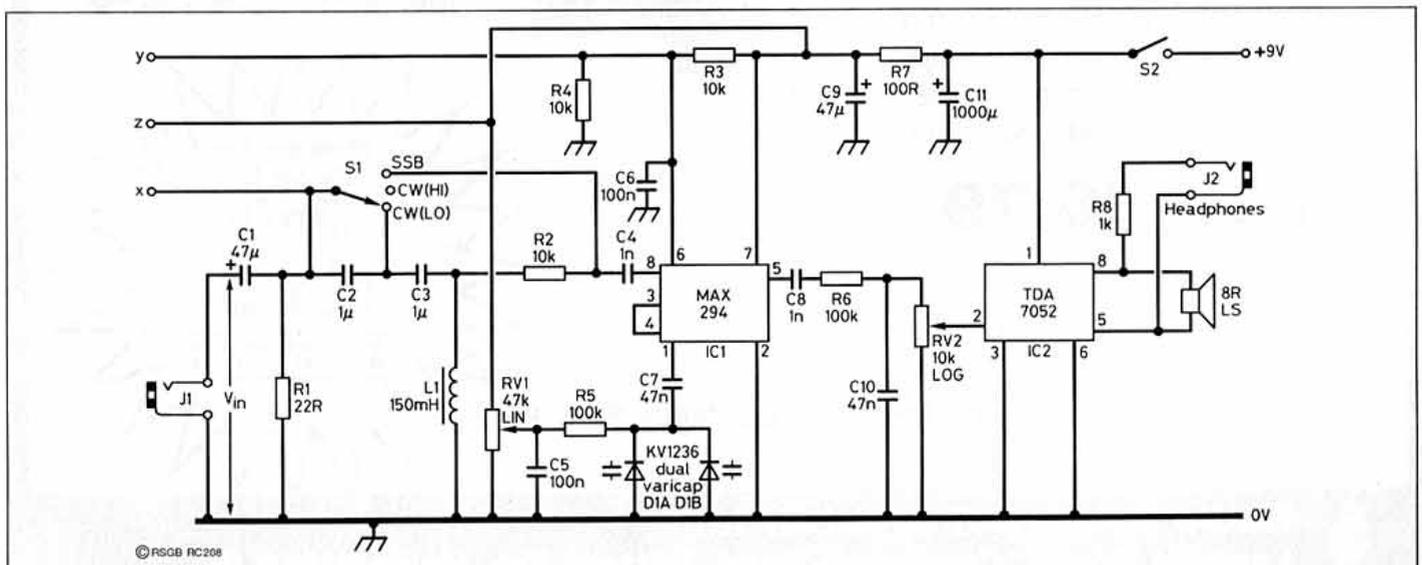 y
R3
10k
R4
10k
C9
47µ
+
R7
100R
+
C11
1000µ
S2
+9V
z
S1
SSB
CW(HI)
CW(LO)
x
C6
100n
J2
Headphones
R8
1k
C1
47µ
+
C2
1µ
C3
1µ
R2
10k
C4
1n
8
6
7
5
3
4
1
2
MAX
294
IC1
C8
1n
R6
100k
1
2
8
5
3
6
TDA
7052
IC2
8R
LS
RV2
10k
LOG
J1
Vin
R1
22R
L1
150mH
RV1
47k
LIN
R5
100k
C7
47n
C10
47n
C5
100n
KV1236
dual
varicap
D1A D1B
0V
©RSGB RC208